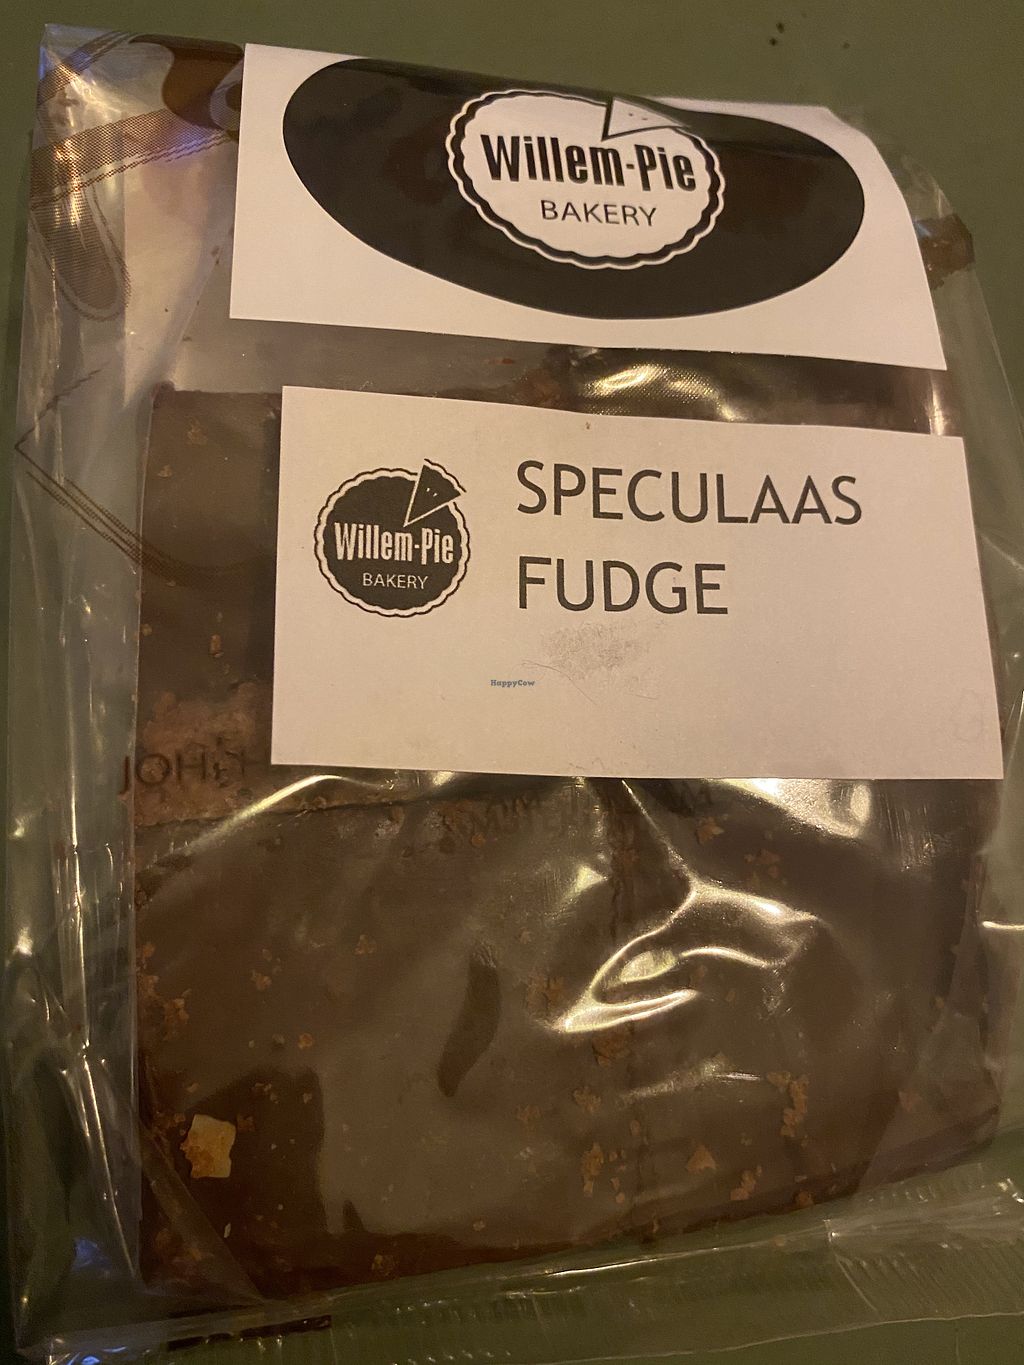 Willem-Pie
BAKERY
SPECULAAS
FUDGE
Willem-Pie
BAKERY
HappyCow